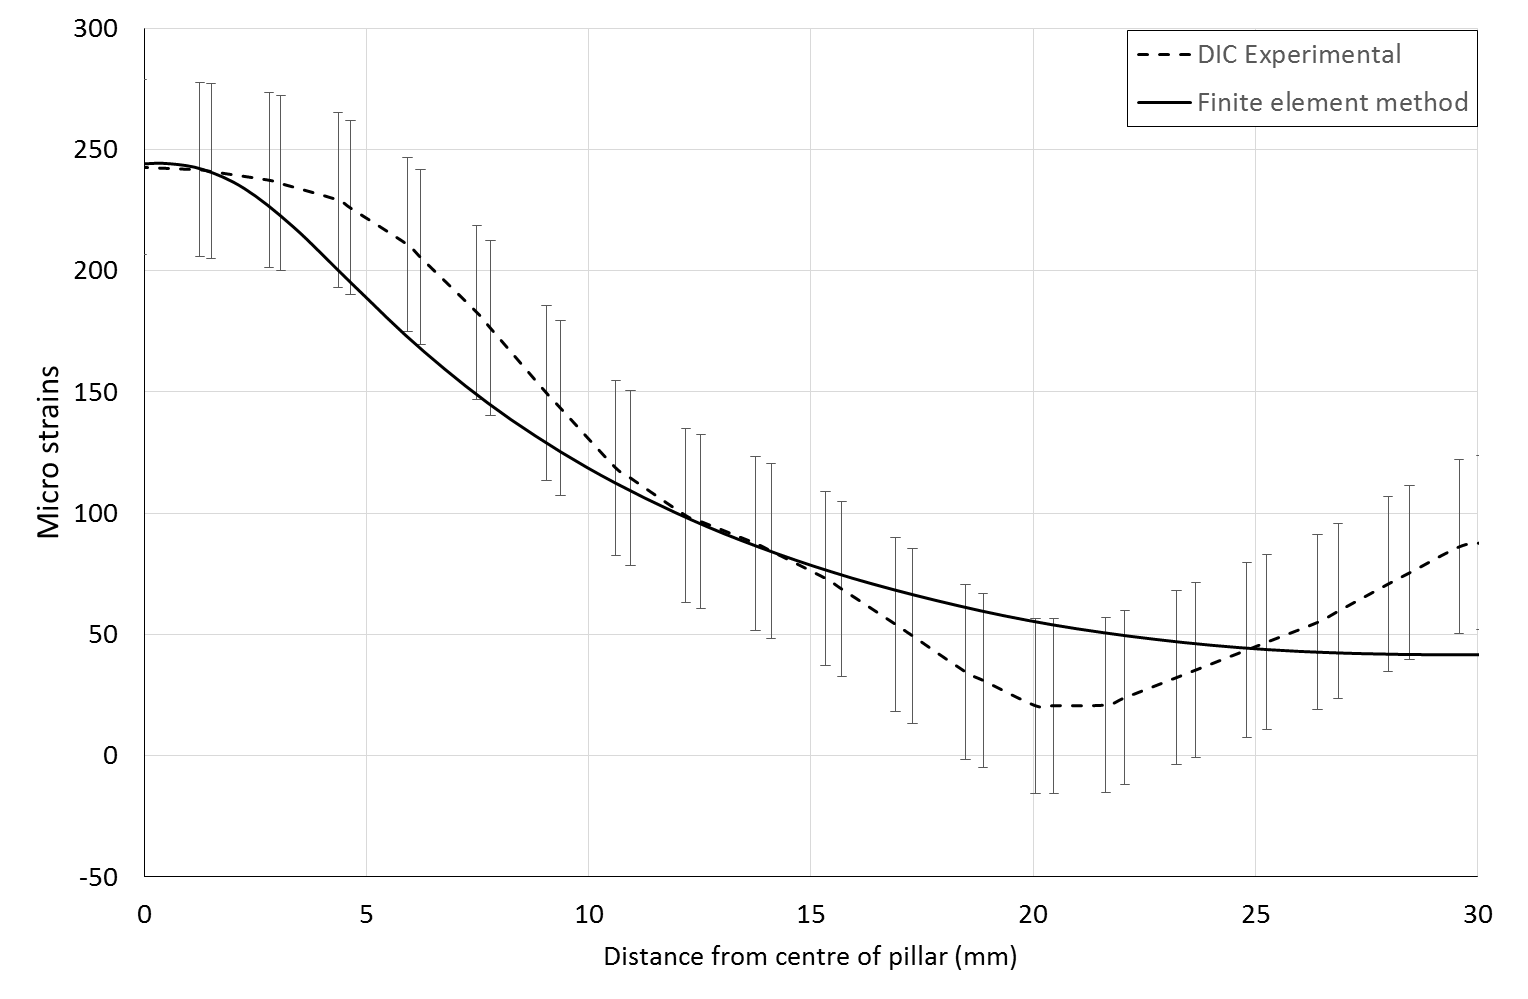 300
250
200
150
100
50
0
-50
Micro strains
DIC Experimental
Finite element method
0 5 10 15 20 25 30
Distance from centre of pillar (mm)